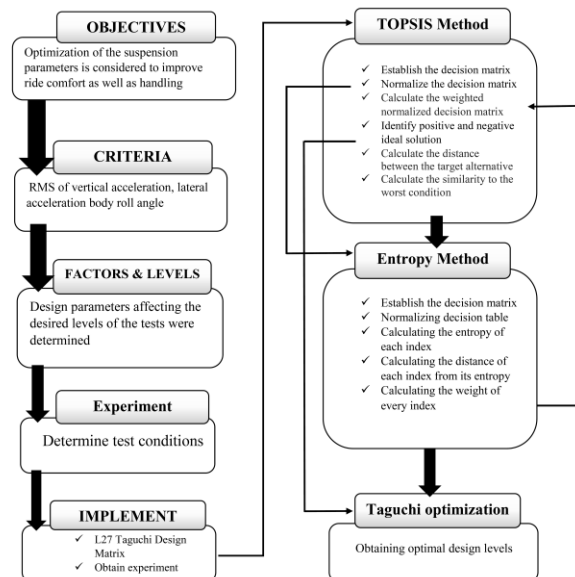 OBJECTIVES
Optimization of the suspension
parameters is considered to improve
ride comfort as well as handling
CRITERIA
RMS of vertical acceleration, lateral
acceleration body roll angle
FACTORS & LEVELS
Design parameters affecting the
desired levels of the tests were
determined
Experiment
Determine test conditions
IMPLEMENT
✓ L27 Taguchi Design
Matrix
✓ Obtain experiment
TOPSIS Method
✓ Establish the decision matrix
✓ Normalize the decision matrix
✓ Calculate the weighted
normalized decision matrix
✓ Identify positive and negative
ideal solution
✓ Calculate the distance
between the target alternative
✓ Calculate the similarity to the
worst condition
Entropy Method
✓ Establish the decision matrix
✓ Normalizing decision table
✓ Calculating the entropy of
each index
✓ Calculating the distance of
each index from its entropy
✓ Calculating the weight of
every index
Taguchi optimization
Obtaining optimal design levels